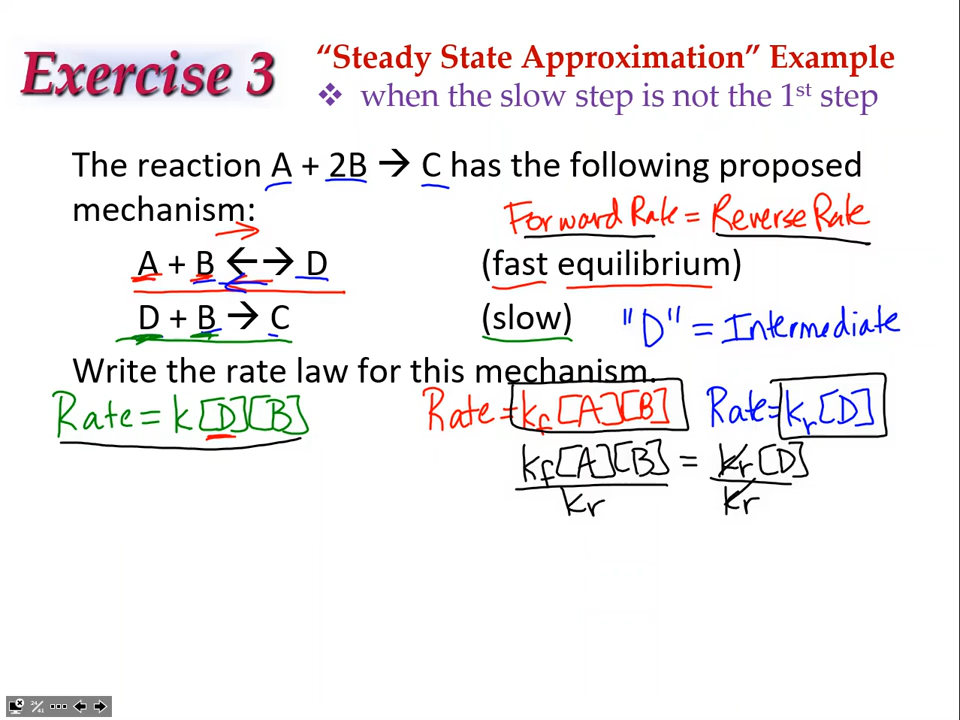 Exercise 3
“Steady State Approximation” Example
❖ when the slow step is not the 1st step
The reaction A + 2B → C has the following proposed
mechanism:
Forward Rate = Reverse Rate
A + B ←→ D (fast equilibrium)
D + B → C (slow) "D" = Intermediate
Write the rate law for this mechanism.
Rate = k[D][B] Rate = kf[A][B] Rate = kr[D]
kf[A][B] = kr[D]
kr kr
24/41